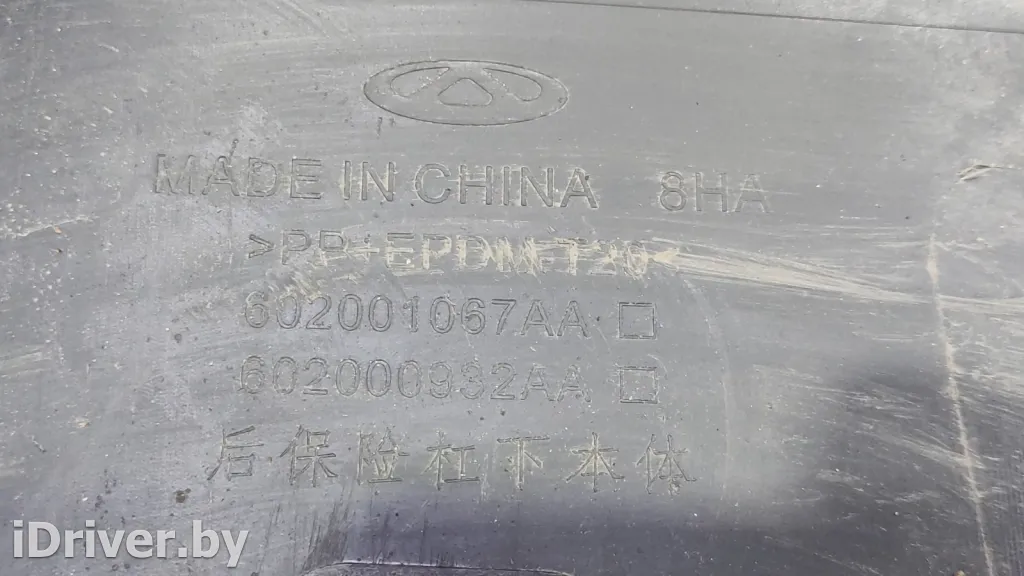 MADE IN CHINA 8HA
>PP+EPDM-T20<
602001067AA □
602000932AA □
后保险杠下本体
iDriver.by